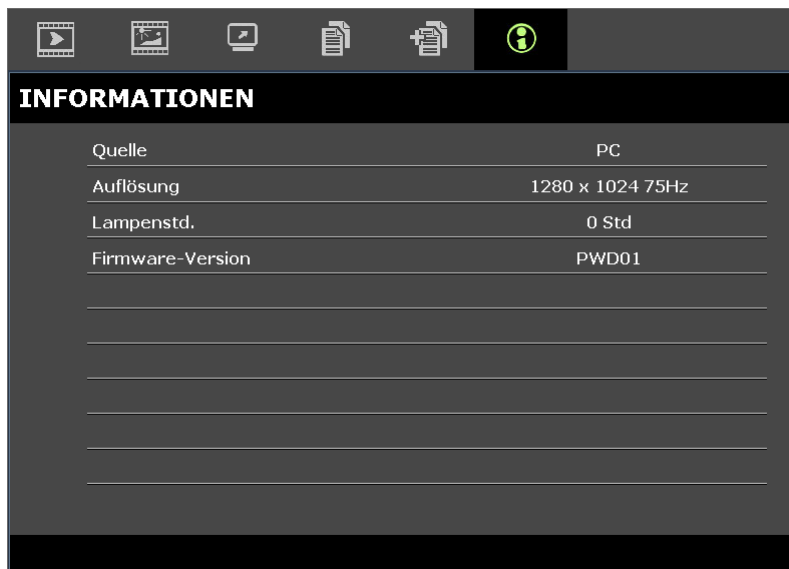 INFORMATIONEN
Quelle PC
Auflösung 1280 x 1024 75Hz
Lampenstd. 0 Std
Firmware-Version PWD01